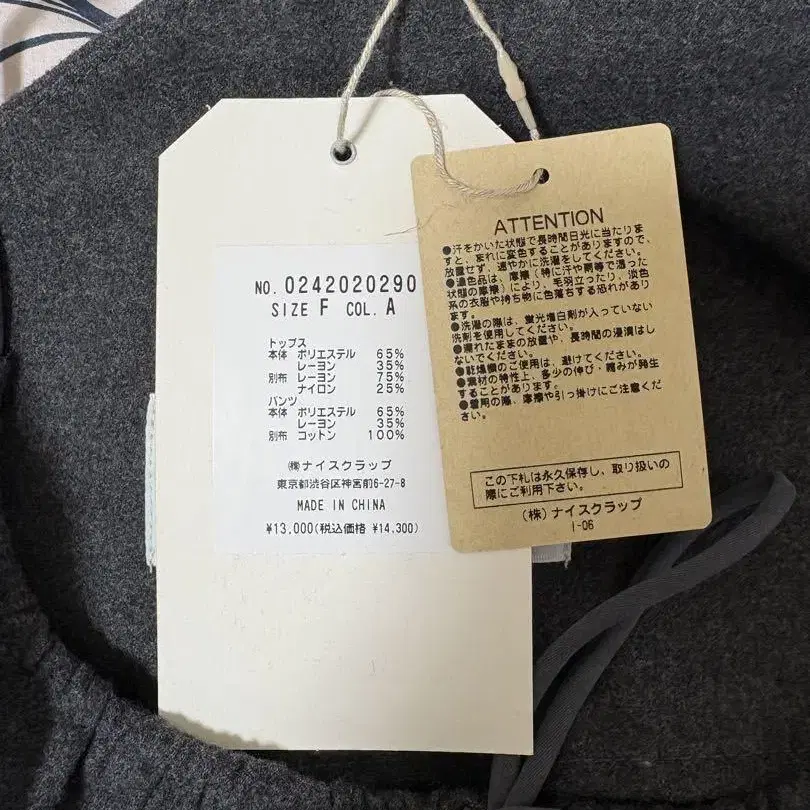 NO. 0242020290
SIZE F COL. A
トップス
本体 ポリエステル 65%
レーヨン 35%
別布 レーヨン 75%
ナイロン 25%
パンツ
本体 ポリエステル 65%
レーヨン 35%
別布 コットン 100%
㈱ナイスクラップ
東京都渋谷区神宮前6-27-8
MADE IN CHINA
¥13,000(税込価格 ¥14,300)
ATTENTION
●汗をかいた状態で長時間日光に当たりま
すと、まれに変色することがありますので、
放置せず、速やかに洗濯をしてください。
●濃色品は、摩擦(特に汗や雨等で湿った
状態の摩擦)により、毛羽立ったり、淡色
系の衣服や持ち物に色落ちする恐れがあり
ます。
●洗濯の際は、蛍光増白剤が入っていない
洗剤を使用してください。
●濡れたままの放置や、長時間の浸漬はし
ないでください。
●乾燥機のご使用は、避けてください。
●素材の特性上、多少の伸び・縮みが発生
することがあります。
●着用の際、摩擦や引っ掛けにご注意くだ
さい。
この下札は永久保存し、取り扱いの
際にご利用下さい。
(株)ナイスクラップ
I-06